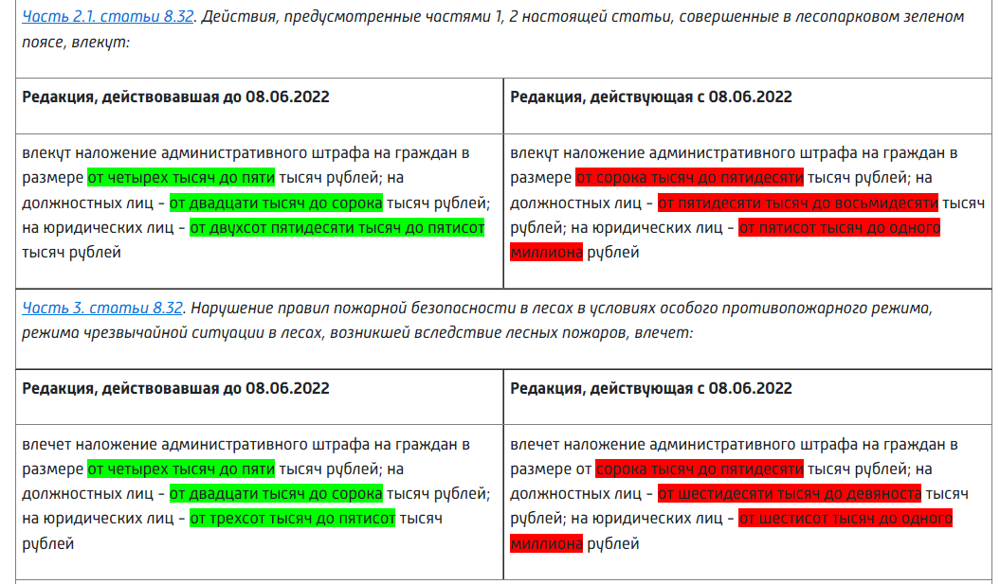 Часть 2.1. статьи 8.32. Действия, предусмотренные частями 1, 2 настоящей статьи, совершенные в лесопарковом зеленом
поясе, влекут:
Редакция, действовавшая до 08.06.2022
Редакция, действующая с 08.06.2022
влекут наложение административного штрафа на граждан в
размере от четырех тысяч до пяти тысяч рублей; на
должностных лиц – от двадцати тысяч до сорока тысяч рублей;
на юридических лиц – от двухсот пятидесяти тысяч до пятисот
тысяч рублей
влекут наложение административного штрафа на граждан в
размере от сорока тысяч до пятидесяти тысяч рублей; на
должностных лиц – от пятидесяти тысяч до восьмидесяти тысяч
рублей; на юридических лиц – от пятисот тысяч до одного
миллиона рублей
Часть 3. статьи 8.32. Нарушение правил пожарной безопасности в лесах в условиях особого противопожарного режима,
режима чрезвычайной ситуации в лесах, возникшей вследствие лесных пожаров, влечет:
Редакция, действовавшая до 08.06.2022
Редакция, действующая с 08.06.2022
влечет наложение административного штрафа на граждан в
размере от четырех тысяч до пяти тысяч рублей; на
должностных лиц – от двадцати тысяч до сорока тысяч рублей;
на юридических лиц – от трехсот тысяч до пятисот тысяч
рублей
влечет наложение административного штрафа на граждан в
размере от сорока тысяч до пятидесяти тысяч рублей; на
должностных лиц – от шестидесяти тысяч до девяноста тысяч
рублей; на юридических лиц – от шестисот тысяч до одного
миллиона рублей